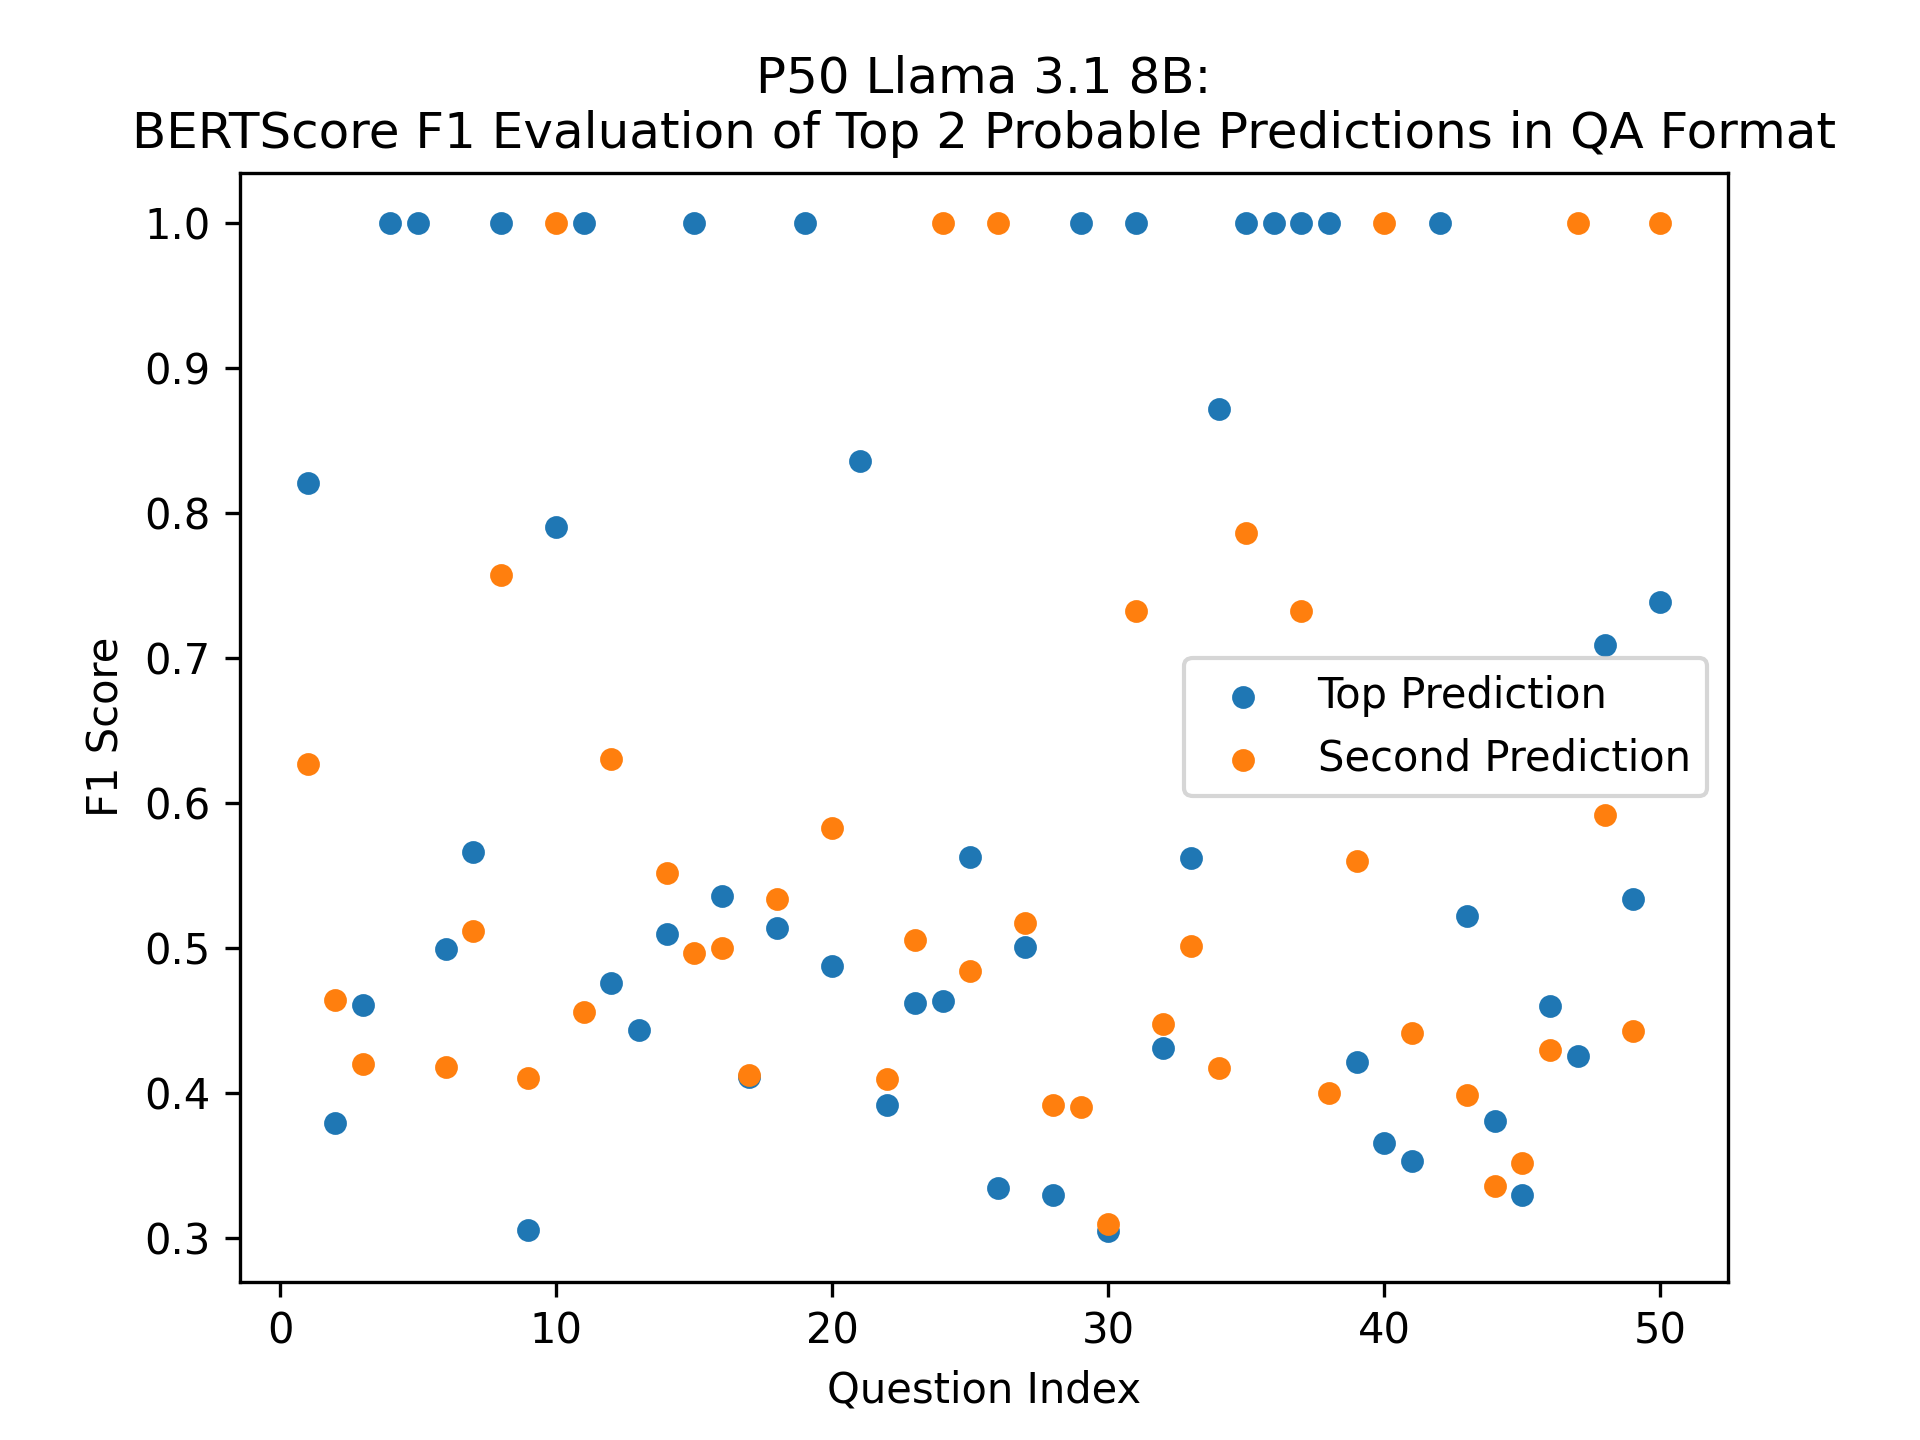 P50 Llama 3.1 8B:
BERTScore F1 Evaluation of Top 2 Probable Predictions in QA Format
1.0
0.9
0.8
0.7
0.6
0.5
0.4
0.3
F1 Score
Top Prediction
Second Prediction
0 10 20 30 40 50
Question Index